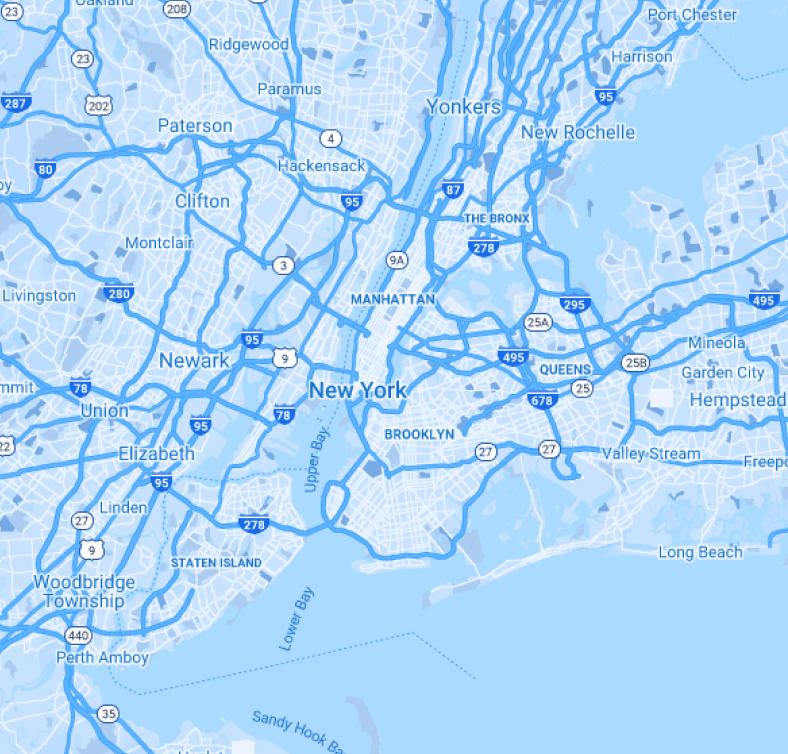 Oakland
23
208
Port Chester
Ridgewood
Harrison
23
Paramus
95
287
202
Yonkers
Paterson
New Rochelle
4
80
Hackensack
87
95
Clifton
THE BRONX
278
Montclair
9A
3
Livingston
280
MANHATTAN
295
495
25A
95
Mineola
Newark
9
495
25B
QUEENS
Garden City
78
New York
25
678
Hempstead
Union
78
95
BROOKLYN
Elizabeth
Upper Bay
27
27
Valley Stream
95
Linden
27
278
9
Long Beach
STATEN ISLAND
Woodbridge
Township
Lower Bay
440
Perth Amboy
35
Sandy Hook